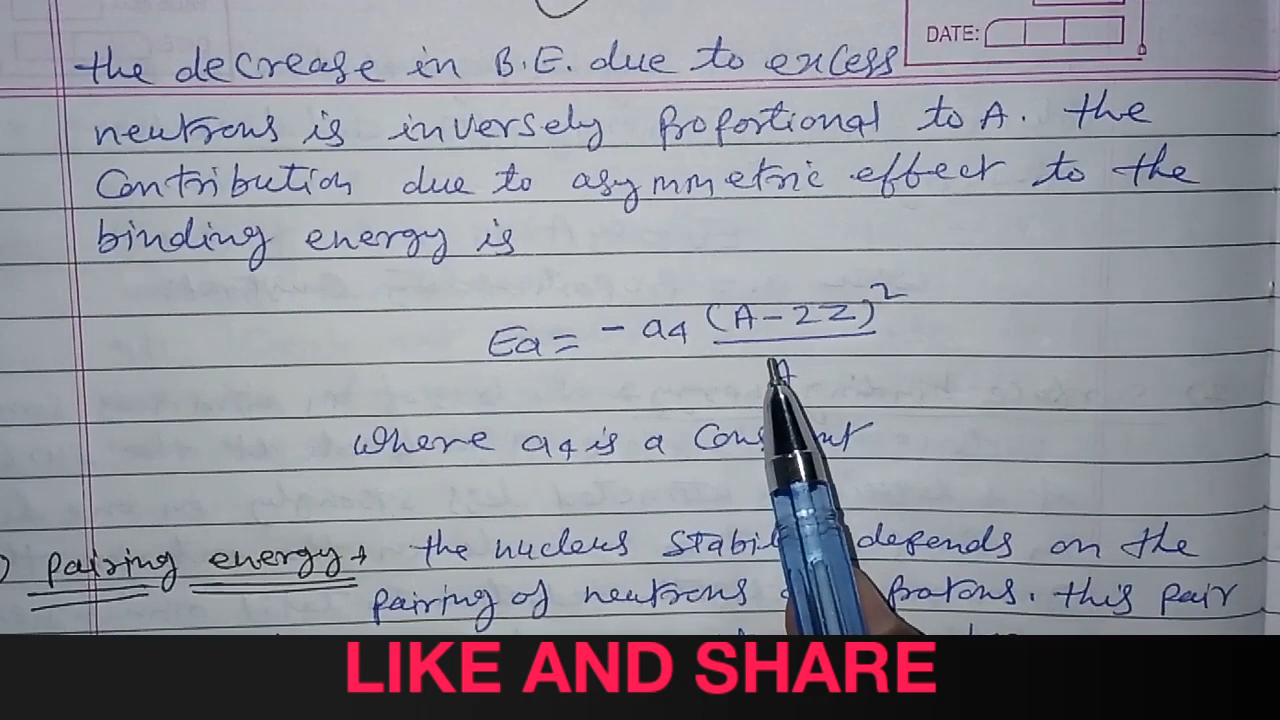 DATE:
the decrease in B.E. due to excess
neutrons is inversely proportional to A. the
Contribution due to asymmetric effect to the
binding energy is
Ea = - a4 (A-2Z)²
A
where a4 is a
) pairing energy → the nucleus depends on the
pairing of neutrons protons. this pair
LIKE AND SHARE